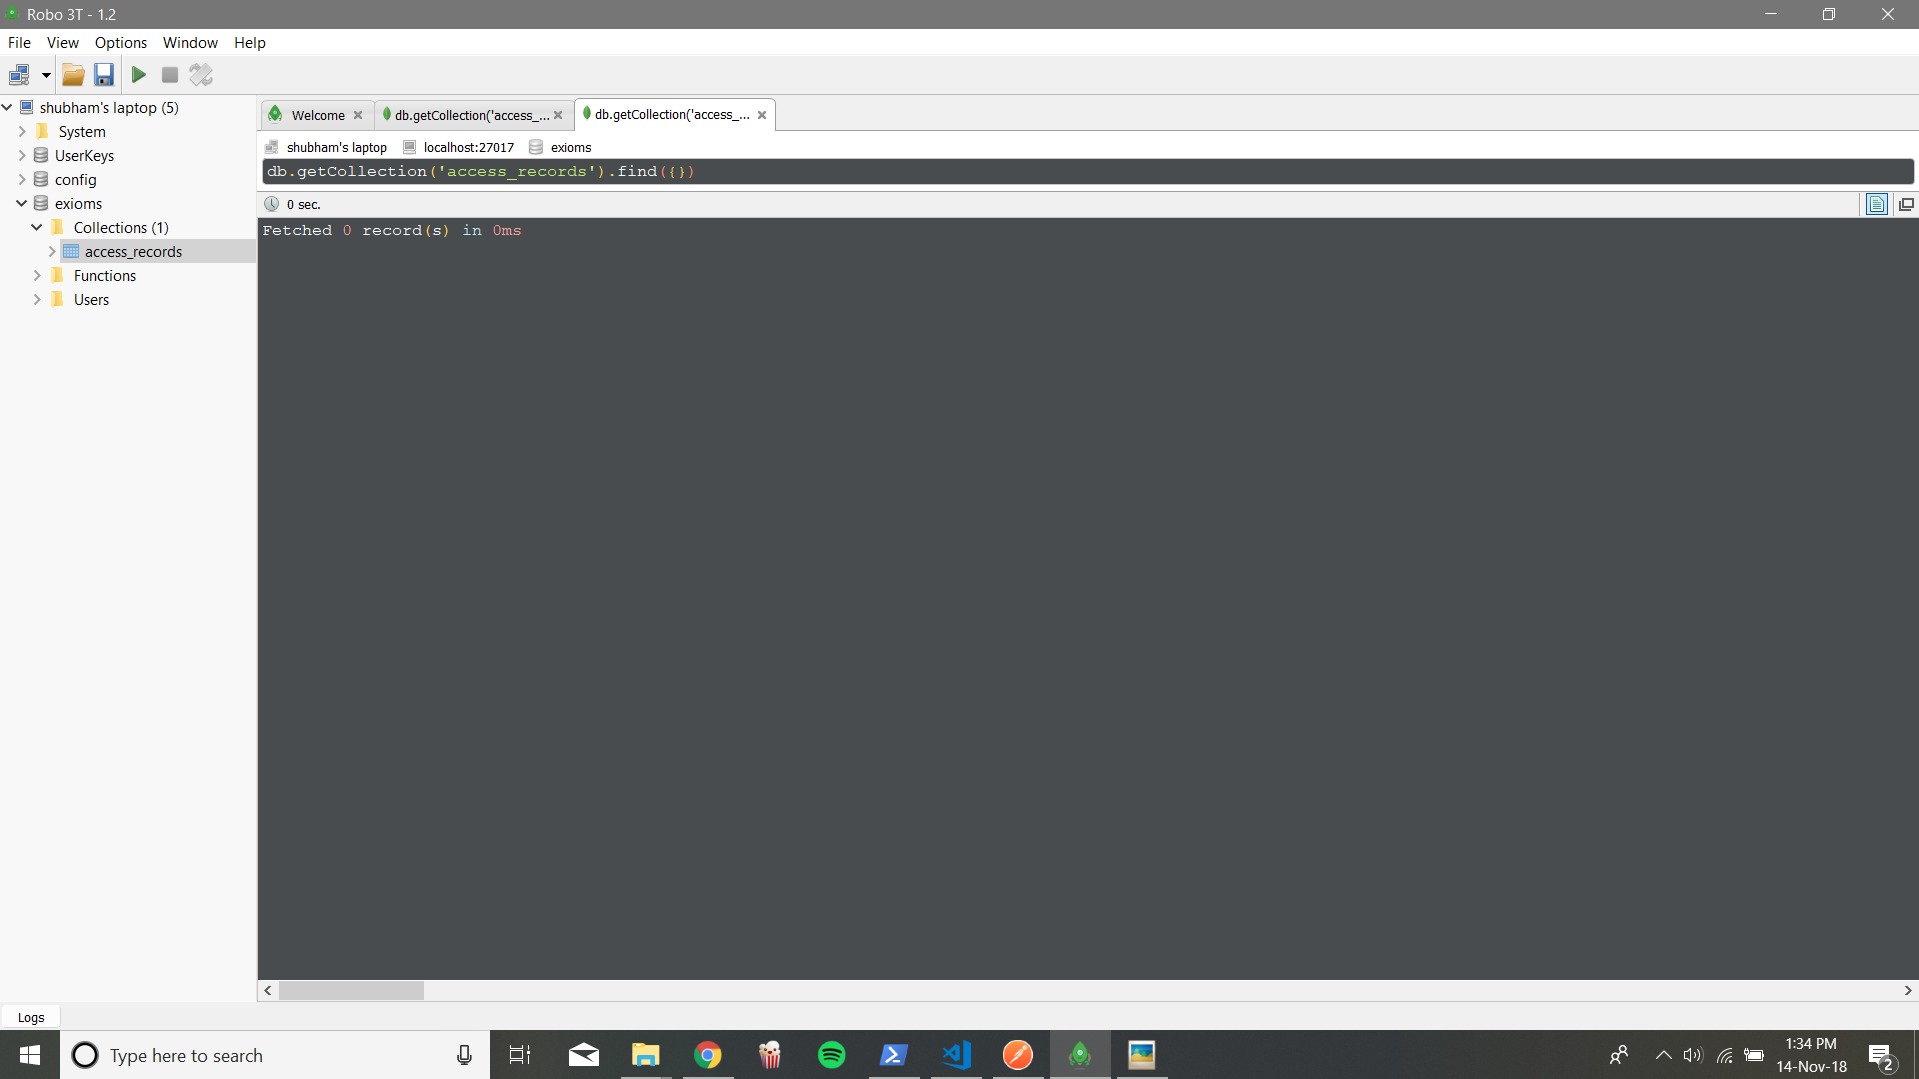 Robo 3T - 1.2
File View Options Window Help
shubham's laptop (5)
System
UserKeys
config
exioms
Collections (1)
access_records
Functions
Users
Welcome db.getCollection('access_... db.getCollection('access_...
shubham's laptop localhost:27017 exioms
db.getCollection('access_records').find({})
0 sec.
Fetched 0 record(s) in 0ms
Logs
Type here to search
1:34 PM
14-Nov-18
2